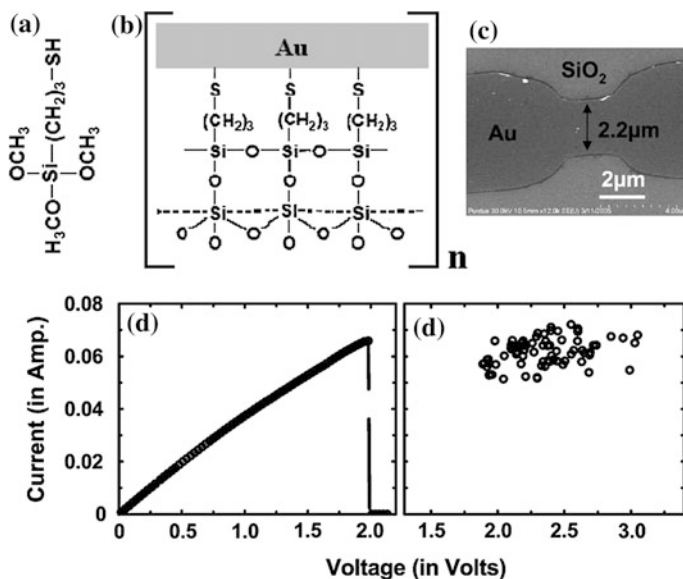 (a)
SH
(CH₂)₃
OCH₃
Si
OCH₃
H₃CO
(b)
Au
S S S
(CH₂)₃ (CH₂)₃ (CH₂)₃
Si O Si O Si
O O O
Si Si Si
O O O O
O O O
n
(c)
SiO₂
Au
2.2μm
2μm
(d)
Current (in Amp.)
0.08
0.06
0.04
0.02
0
0 0.5 1.0 1.5 2.0
(d)
1.5 2.0 2.5 3.0
Voltage (in Volts)